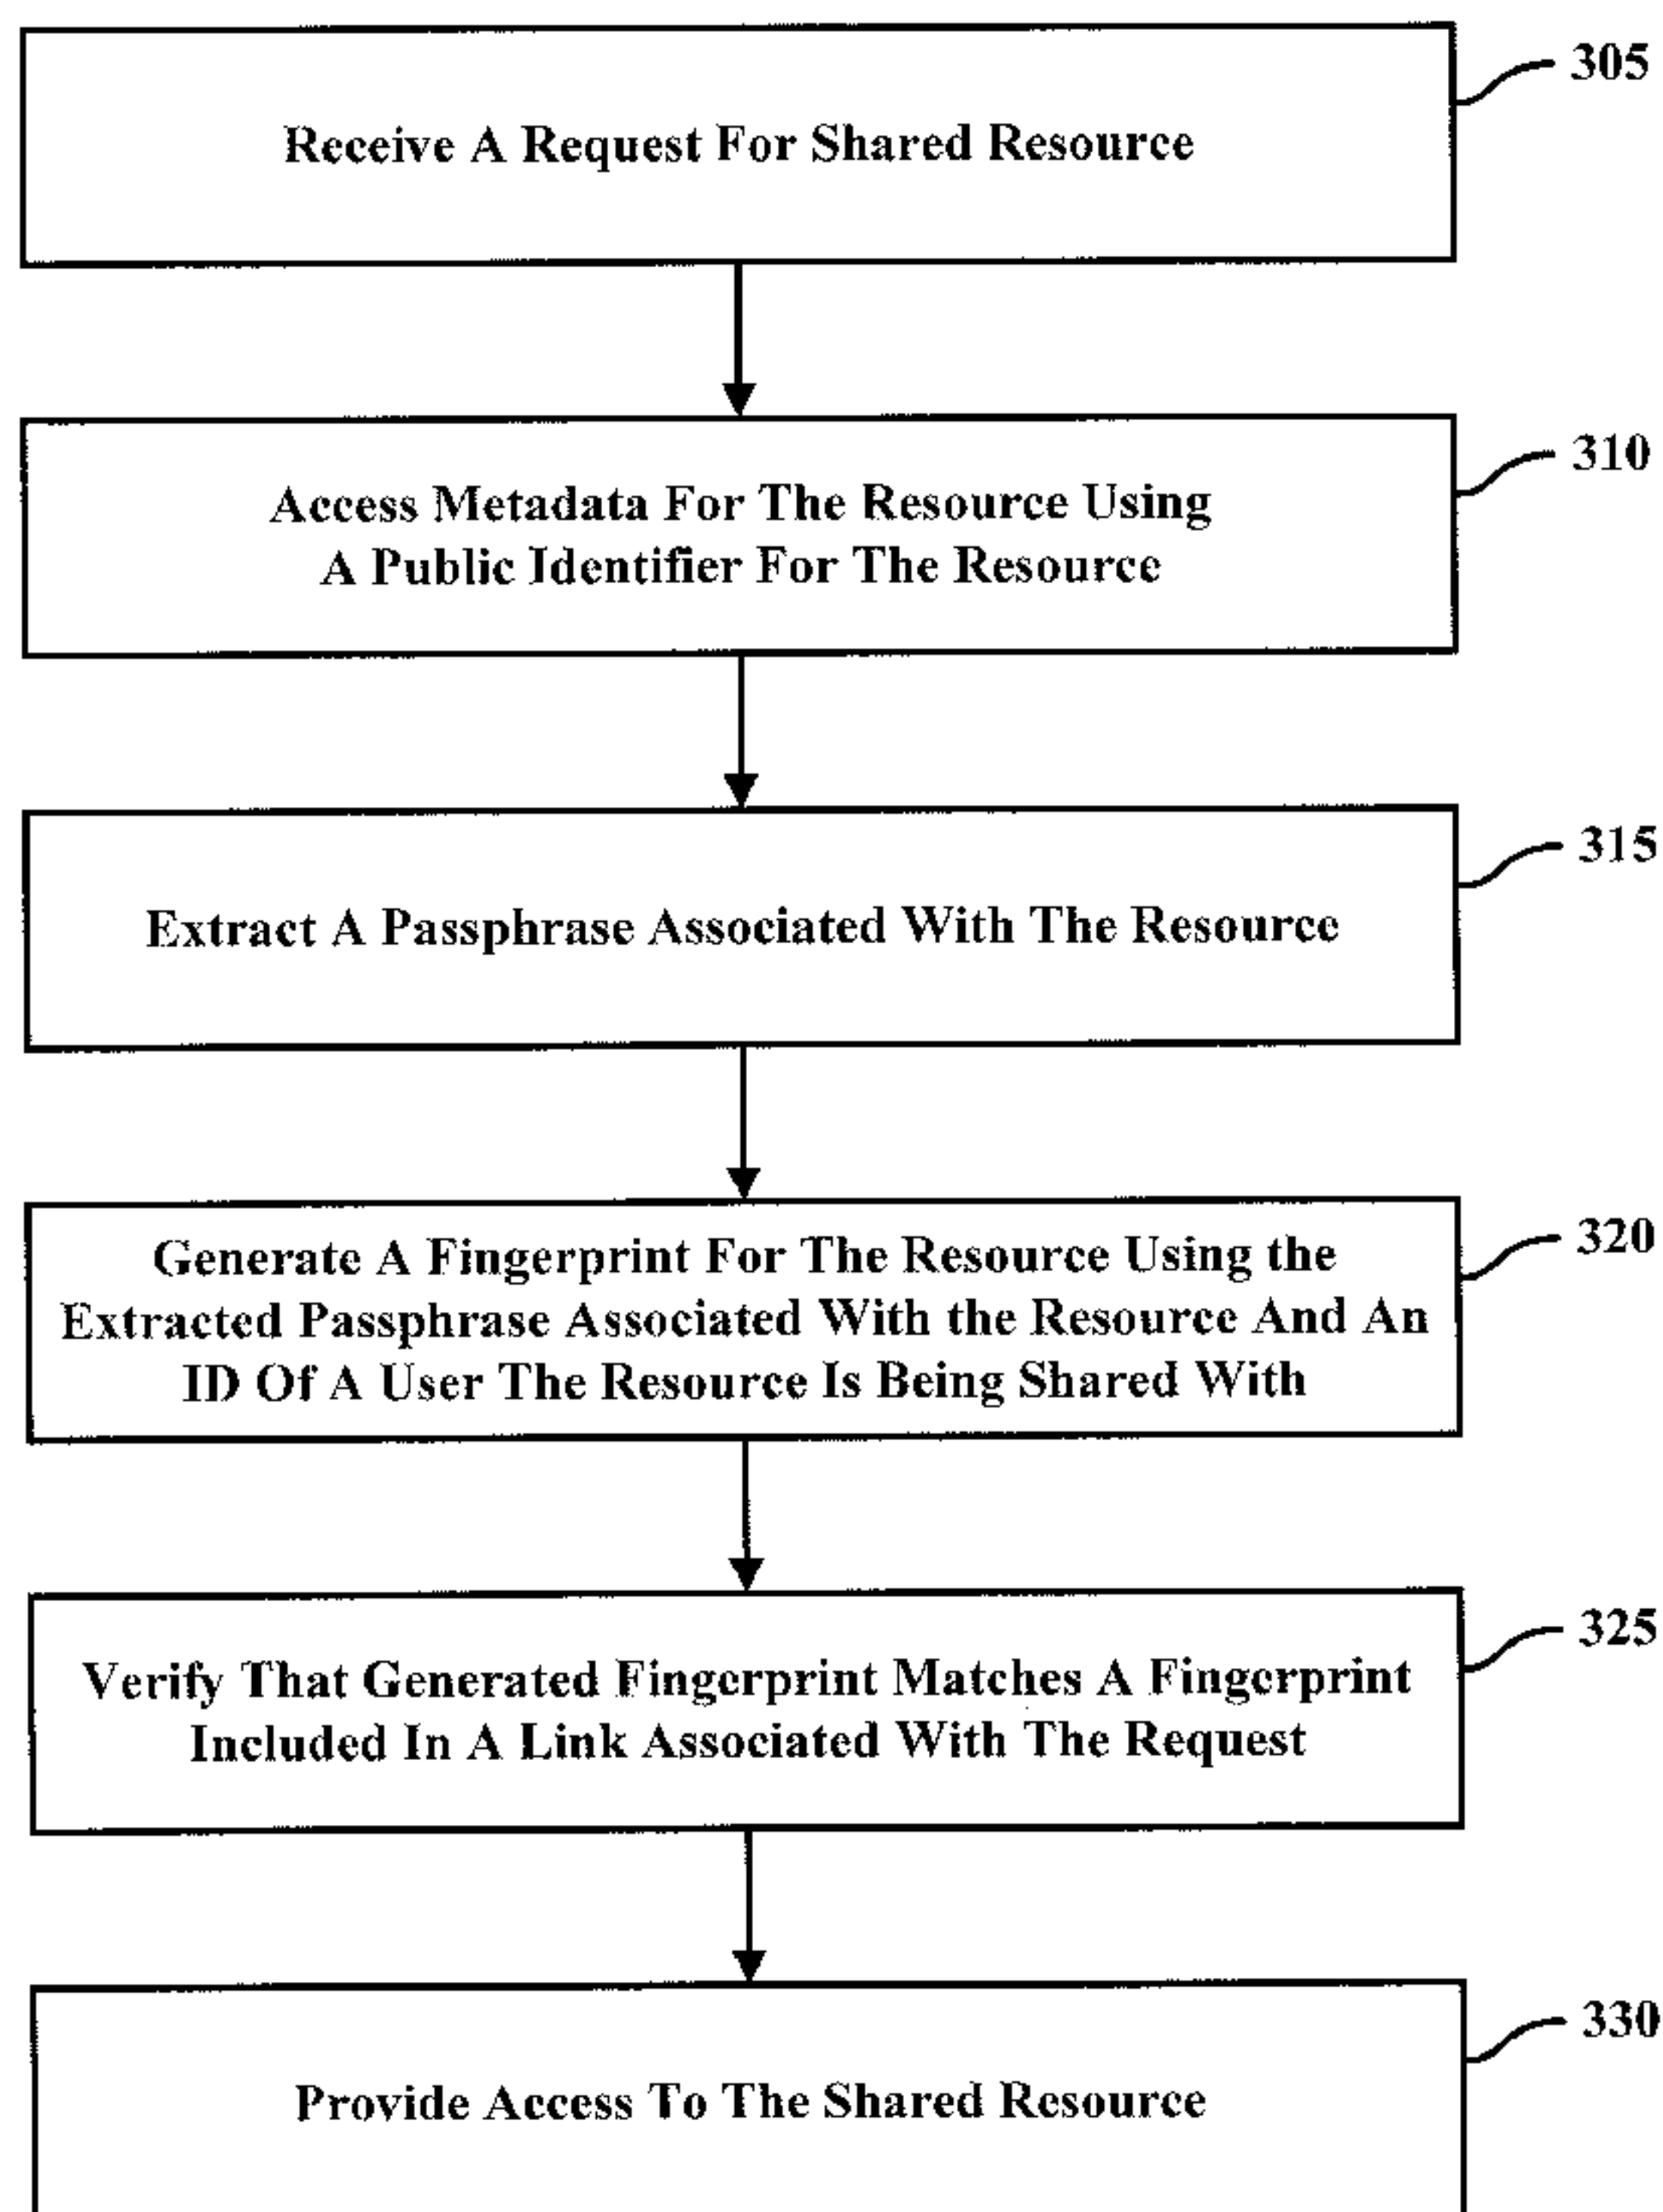 305
Receive A Request For Shared Resource
310
Access Metadata For The Resource Using
A Public Identifier For The Resource
315
Extract A Passphrase Associated With The Resource
320
Generate A Fingerprint For The Resource Using the
Extracted Passphrase Associated With the Resource And An
ID Of A User The Resource Is Being Shared With
325
Verify That Generated Fingerprint Matches A Fingerprint
Included In A Link Associated With The Request
330
Provide Access To The Shared Resource